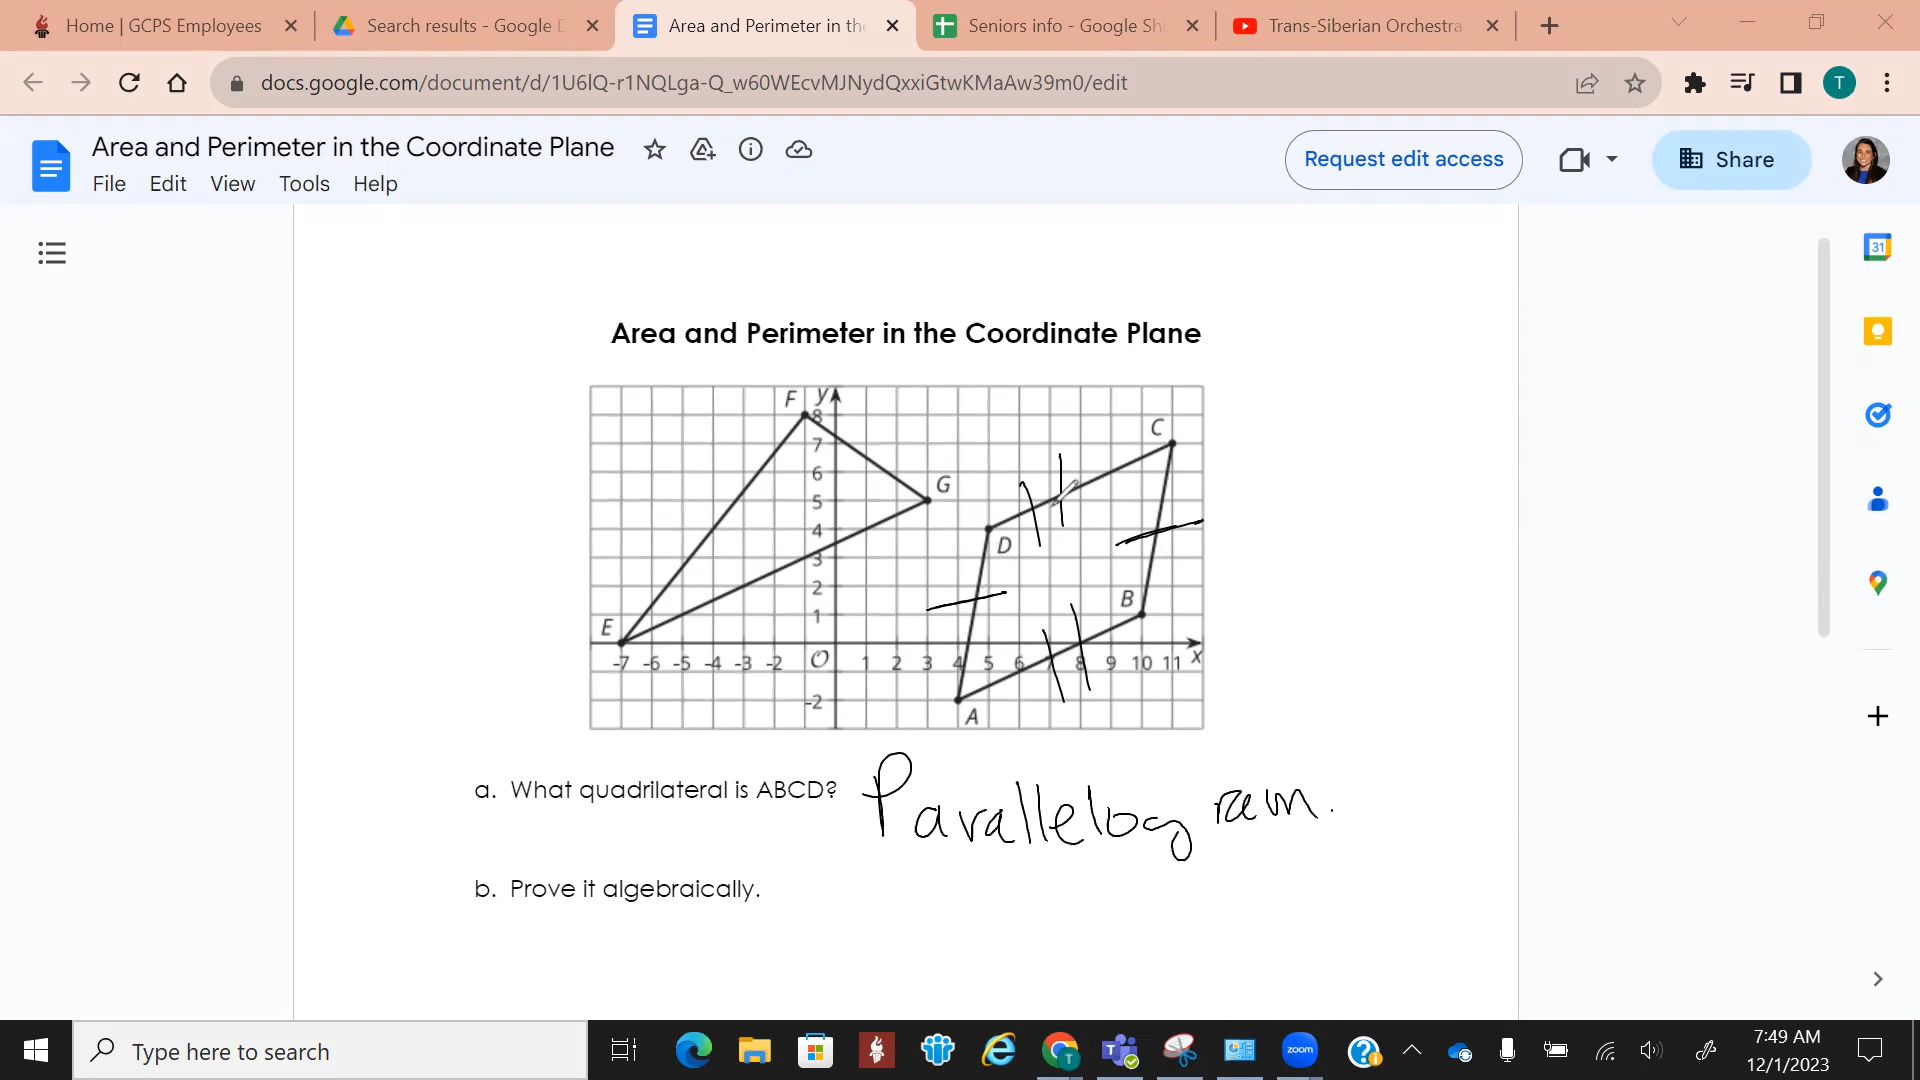 Home | GCPS Employees
Search results - Google D
Area and Perimeter in the
Seniors info - Google Sh
Trans-Siberian Orchestra
docs.google.com/document/d/1U6lQ-r1NQLga-Q_w60WEcvMJNydQxxiGtwKMaAw39m0/edit
T
Area and Perimeter in the Coordinate Plane
File Edit View Tools Help
Request edit access
Share
31
Area and Perimeter in the Coordinate Plane
F y
8
C
7
6
G
5
4
D
3
2
B
1
E
-7 -6 -5 -4 -3 -2 O 1 2 3 4 5 6 7 8 9 10 11 x
-2
A
a. What quadrilateral is ABCD? Parallelogram.
b. Prove it algebraically.
Type here to search
T
zoom
7:49 AM
12/1/2023